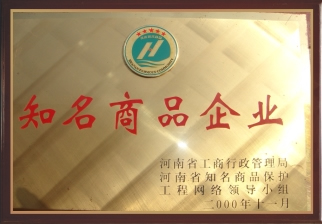 知名商品企业
河南省工商行政管理局
河南省知名商品保护
工程网络领导小组
二000年十一月